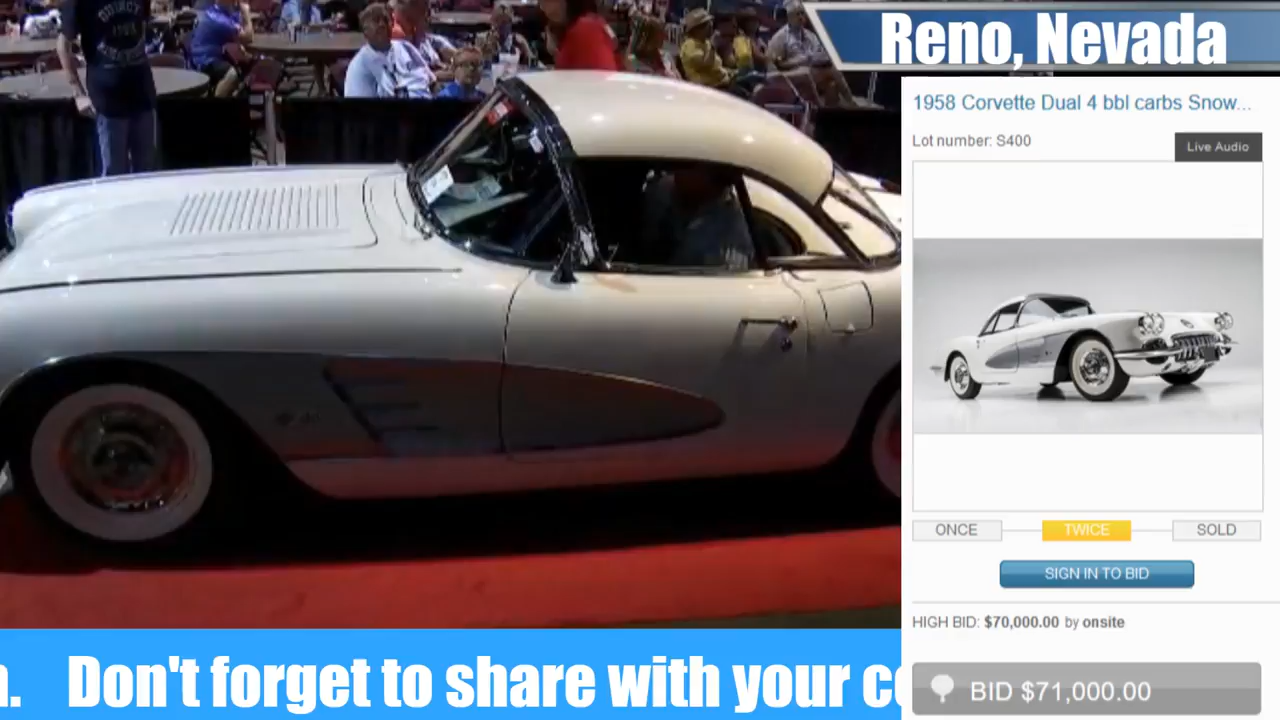 Reno, Nevada
1958 Corvette Dual 4 bbl carbs Snow...
Lot number: S400
Live Audio
ONCE
TWICE
SOLD
SIGN IN TO BID
HIGH BID: $70,000.00 by onsite
BID $71,000.00
Don't forget to share with your